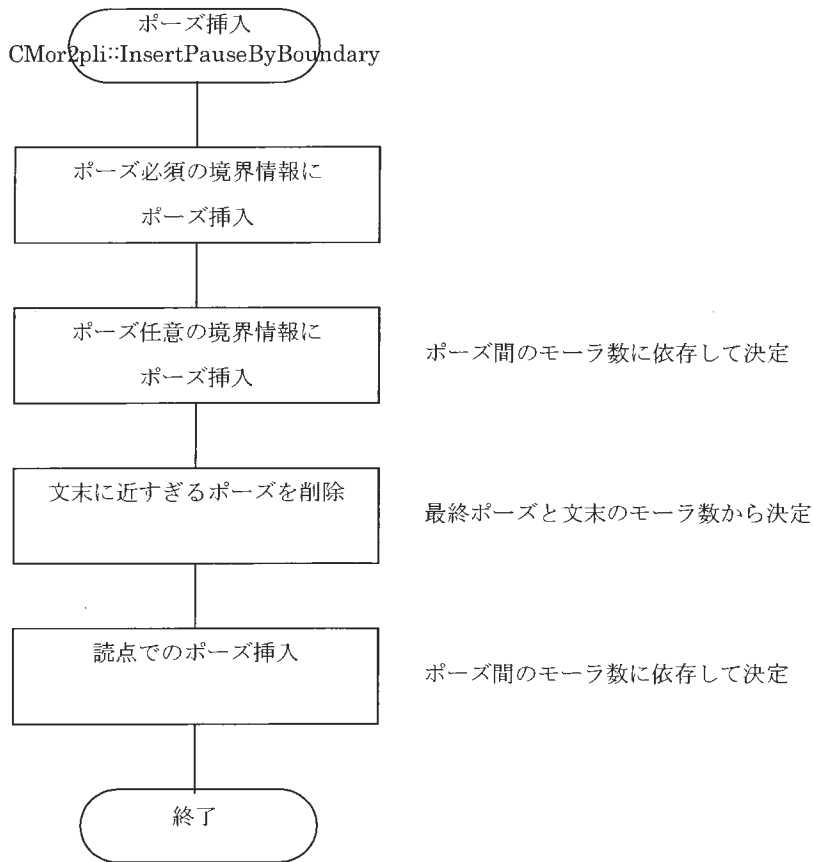 ポーズ挿入
CMor2pli::InsertPauseByBoundary
ポーズ必須の境界情報に
ポーズ挿入
ポーズ任意の境界情報に
ポーズ挿入
ポーズ間のモーラ数に依存して決定
文末に近すぎるポーズを削除
最終ポーズと文末のモーラ数から決定
読点でのポーズ挿入
ポーズ間のモーラ数に依存して決定
終了